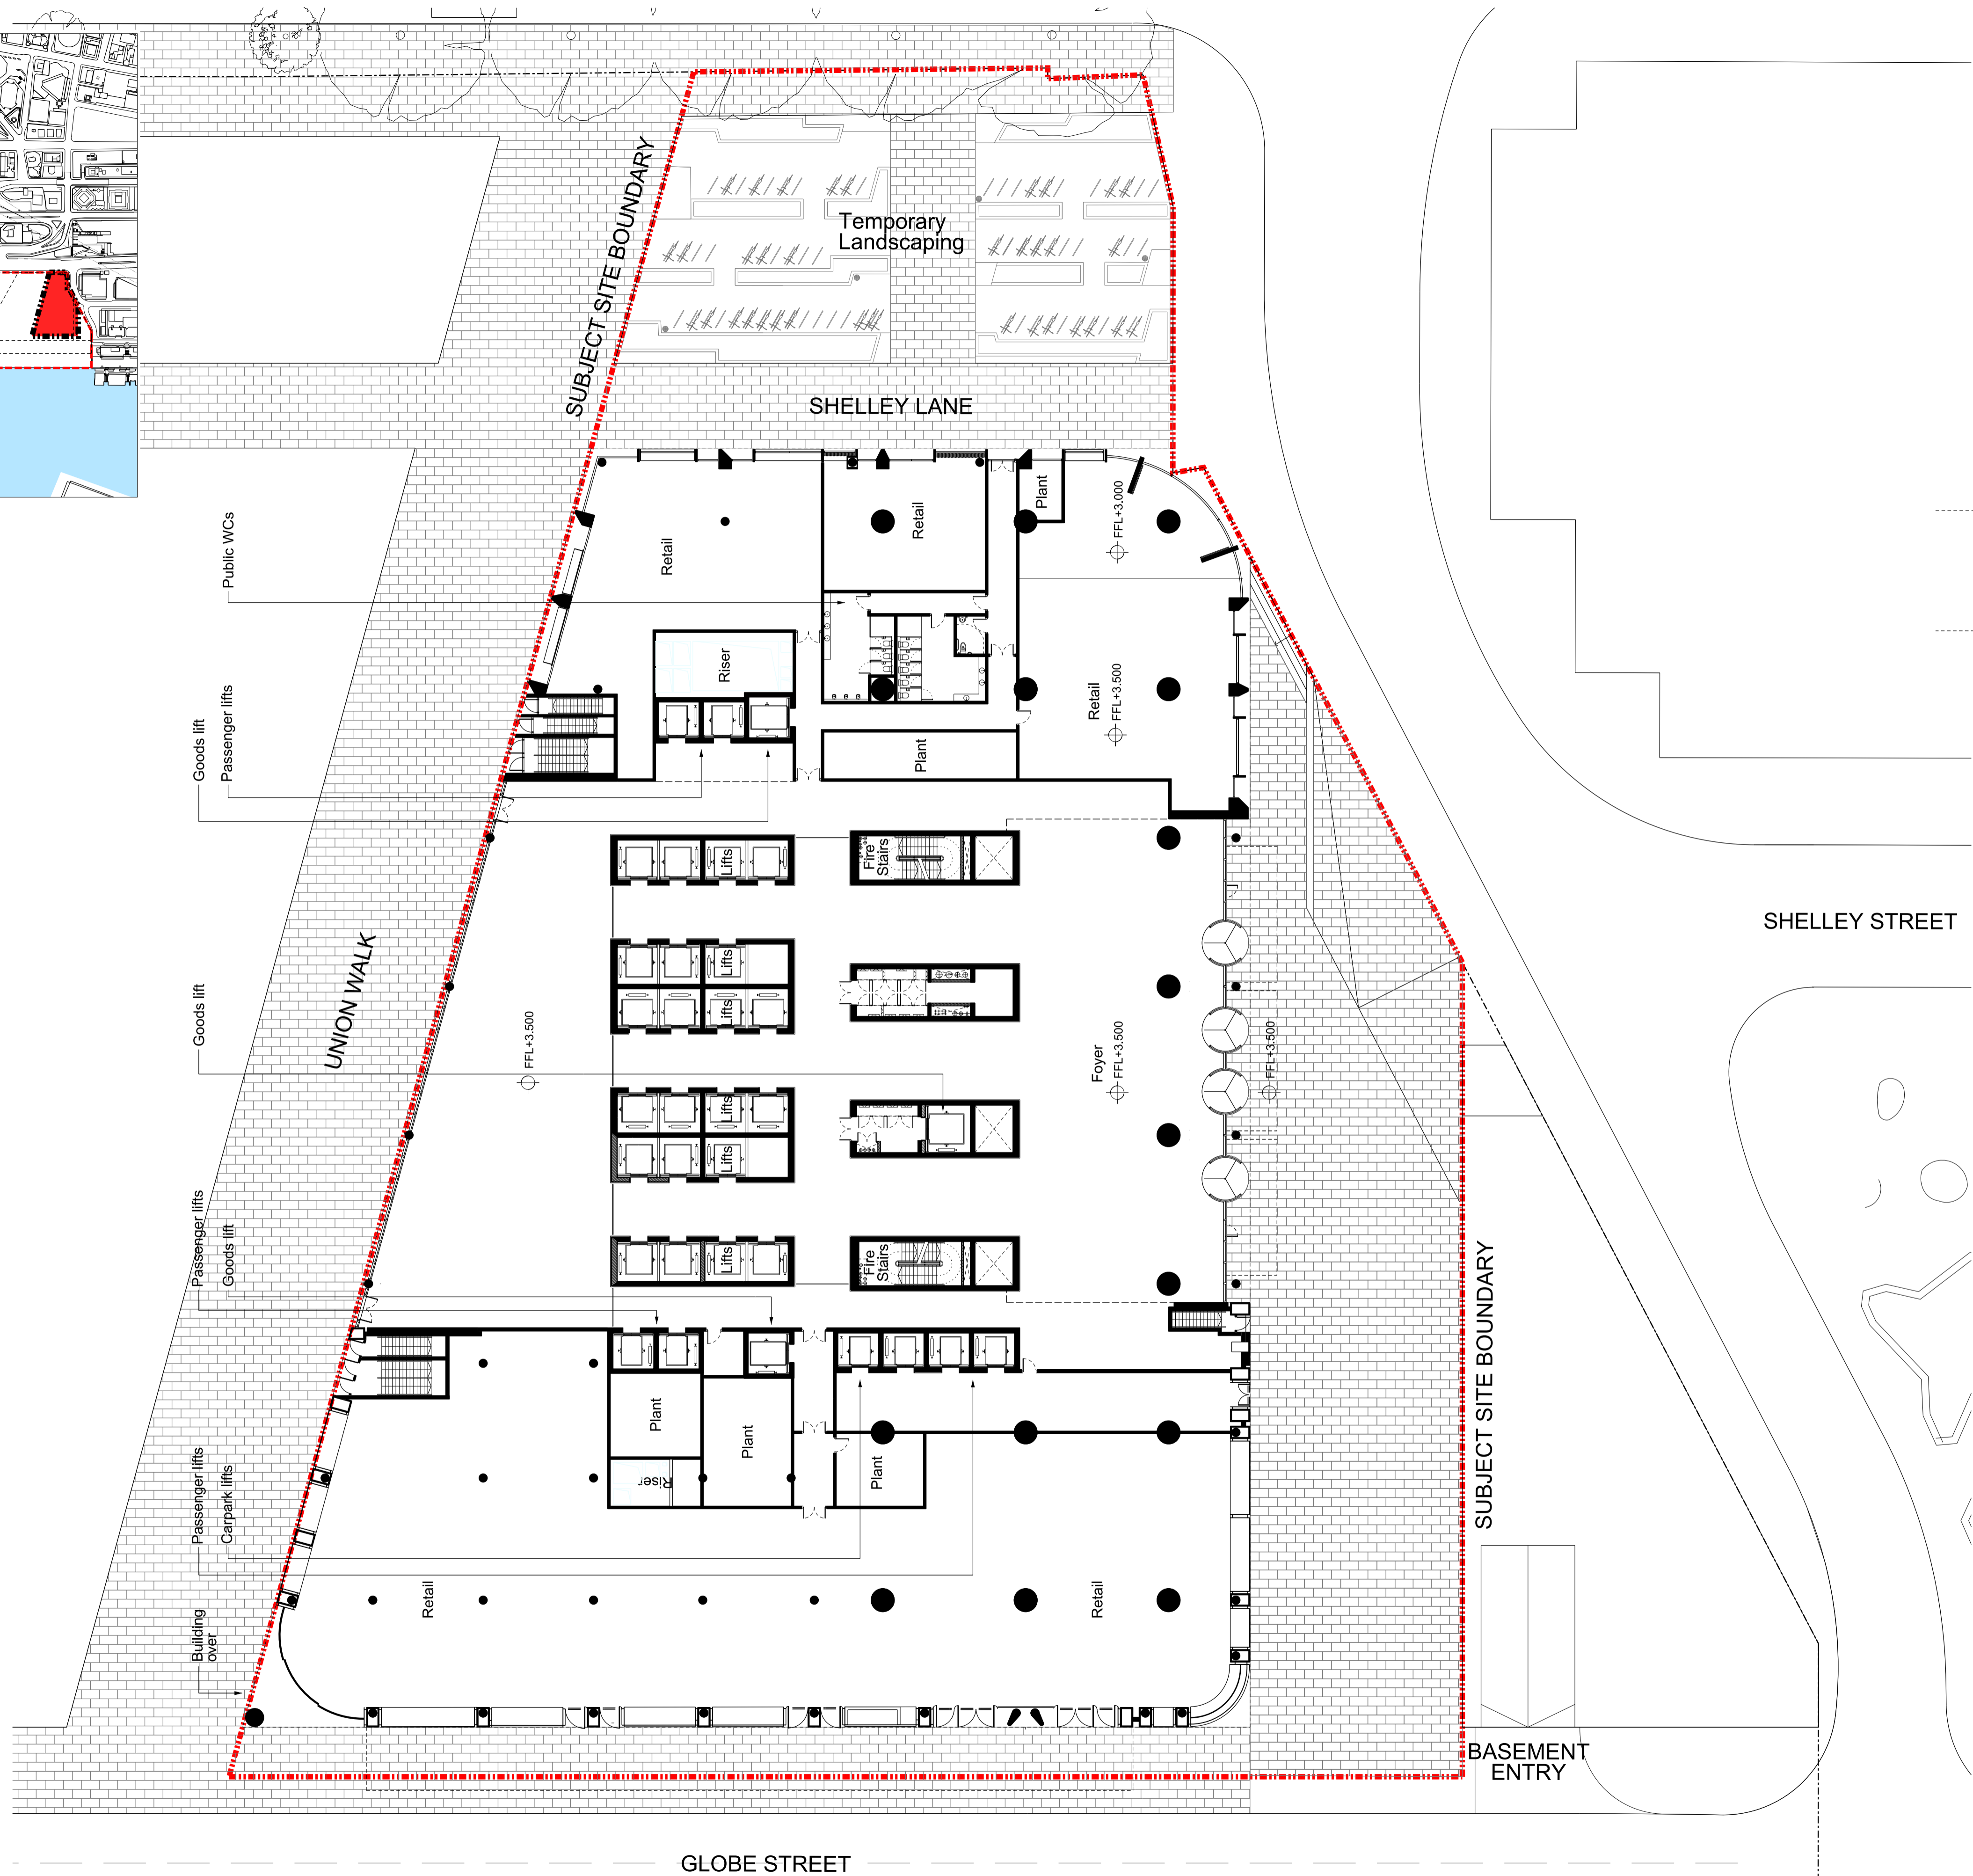 SUBJECT SITE BOUNDARY
Temporary
Landscaping
SHELLEY LANE
Public WCs
Retail
Retail
Plant
FFL+3.000
Goods lift
Passenger lifts
Riser
Retail
FFL+3.500
Plant
Lifts
Fire
Stairs
SHELLEY STREET
UNION WALK
Lifts
Lifts
Goods lift
FFL+3.500
Foyer
FFL+3.500
FFL+3.500
Lifts
Lifts
Passenger lifts
Goods lift
Lifts
Fire
Stairs
SUBJECT SITE BOUNDARY
Plant
Plant
Plant
Riser
Passenger lifts
Carpark lifts
Building
over
Retail
Retail
BASEMENT
ENTRY
GLOBE STREET